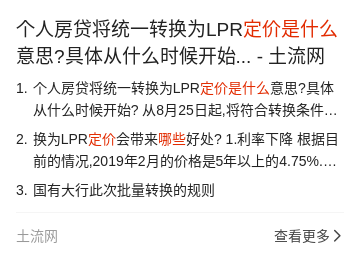 个人房贷将统一转换为LPR定价是什么
意思?具体从什么时候开始... - 土流网
1. 个人房贷将统一转换为LPR定价是什么意思?具体
从什么时候开始? 从8月25日起,将符合转换条件...
2. 换为LPR定价会带来哪些好处? 1.利率下降 根据目
前的情况,2019年2月的价格是5年以上的4.75%....
3. 国有大行此次批量转换的规则
土流网 查看更多